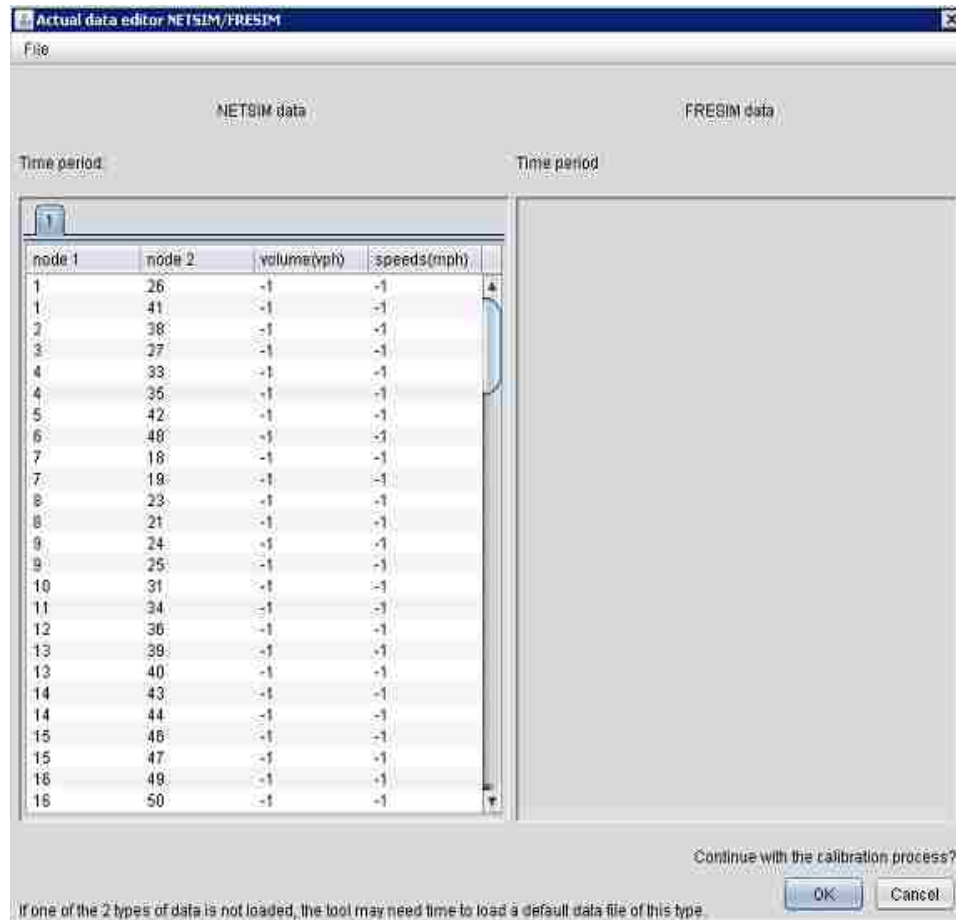 Actual data editor NETSIM/FRESIM
File
NETSIM data
FRESIM data
Time period
Time period
1
node 1 node 2 volume(vph) speeds(mph)
1 26 -1 -1
1 41 -1 -1
2 38 -1 -1
3 27 -1 -1
4 33 -1 -1
4 35 -1 -1
5 42 -1 -1
6 48 -1 -1
7 18 -1 -1
7 19 -1 -1
8 23 -1 -1
8 21 -1 -1
9 24 -1 -1
9 25 -1 -1
10 31 -1 -1
11 34 -1 -1
12 36 -1 -1
13 39 -1 -1
13 40 -1 -1
14 43 -1 -1
14 44 -1 -1
15 46 -1 -1
15 47 -1 -1
16 49 -1 -1
16 50 -1 -1
Continue with the calibration process?
OK Cancel
If one of the 2 types of data is not loaded, the tool may need time to load a default data file of this type.